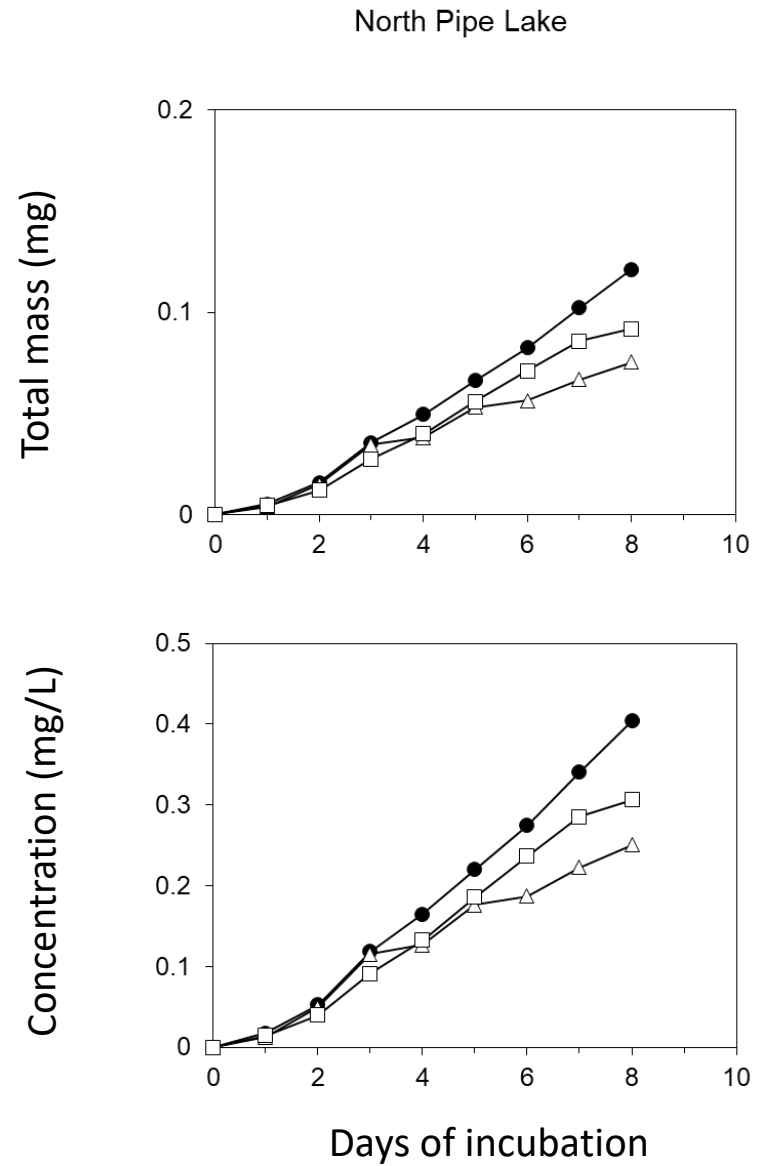 North Pipe Lake
Total mass (mg)
0.2
0.1
0
0 2 4 6 8 10
Concentration (mg/L)
0.5
0.4
0.3
0.2
0.1
0
0 2 4 6 8 10
Days of incubation